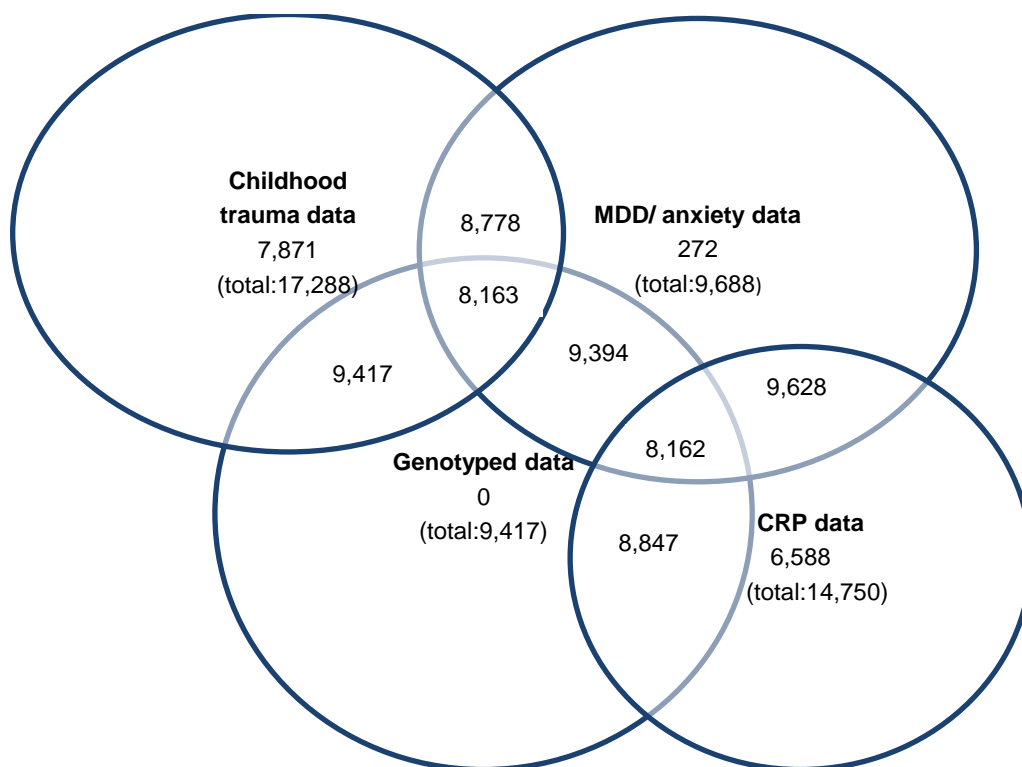 Childhood
trauma data
7,871
(total:17,288)
8,778
MDD/ anxiety data
272
(total:9,688)
8,163
9,417
9,394
9,628
8,162
Genotyped data
0
(total:9,417)
8,847
CRP data
6,588
(total:14,750)